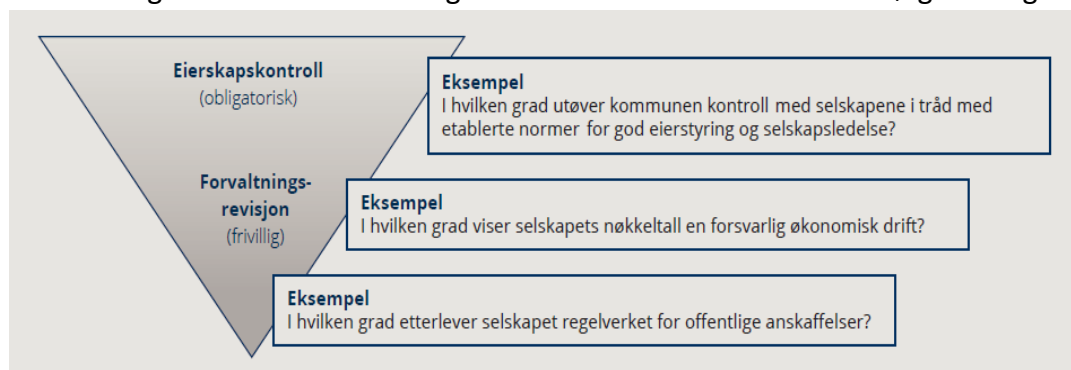 Eierskapskontroll
(obligatorisk)
Eksempel
I hvilken grad utøver kommunen kontroll med selskapene i tråd med
etablerte normer for god eierstyring og selskapsledelse?
Forvaltnings-
revisjon
(frivillig)
Eksempel
I hvilken grad viser selskapets nøkkeltall en forsvarlig økonomisk drift?
Eksempel
I hvilken grad etterlever selskapet regelverket for offentlige anskaffelser?